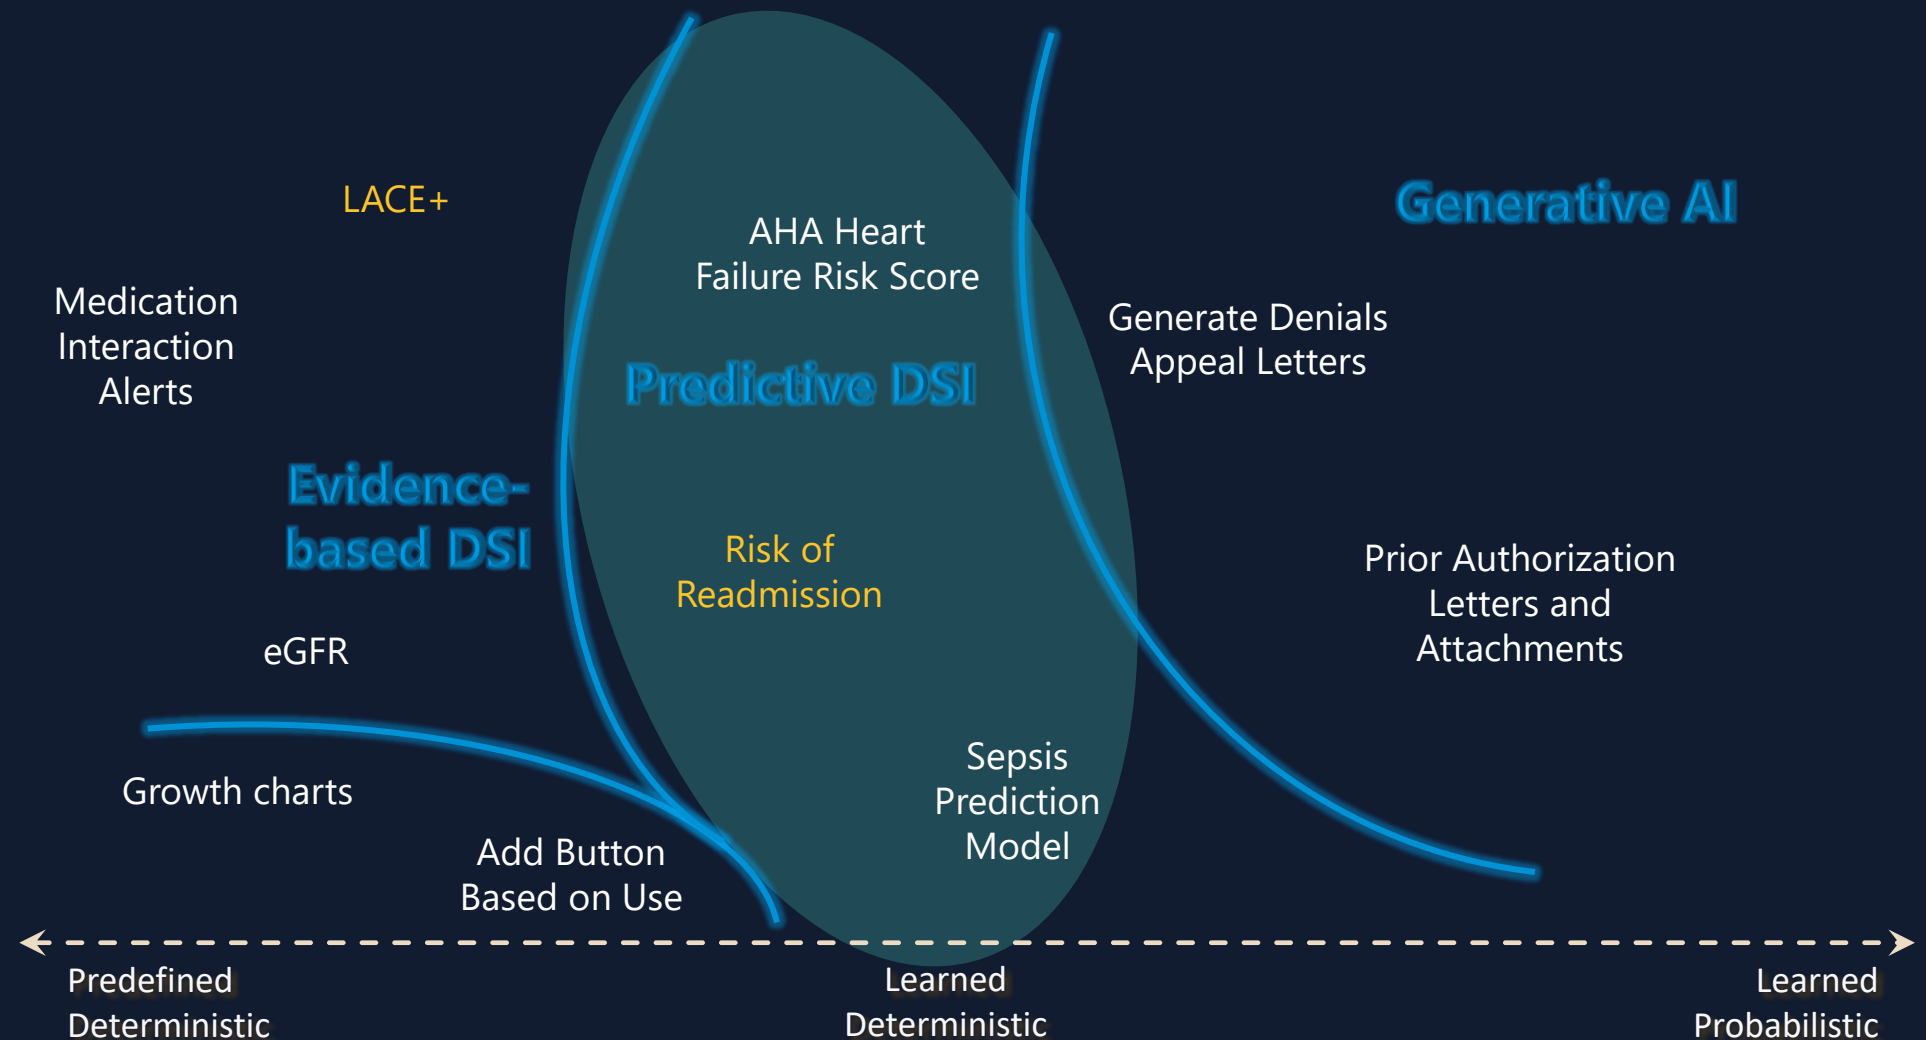 LACE+
Medication
Interaction
Alerts
Evidence-
based DSI
eGFR
Growth charts
Add Button
Based on Use
AHA Heart
Failure Risk Score
Predictive DSI
Risk of
Readmission
Sepsis
Prediction
Model
Generative AI
Generate Denials
Appeal Letters
Prior Authorization
Letters and
Attachments
Predefined
Deterministic
Learned
Deterministic
Learned
Probabilistic